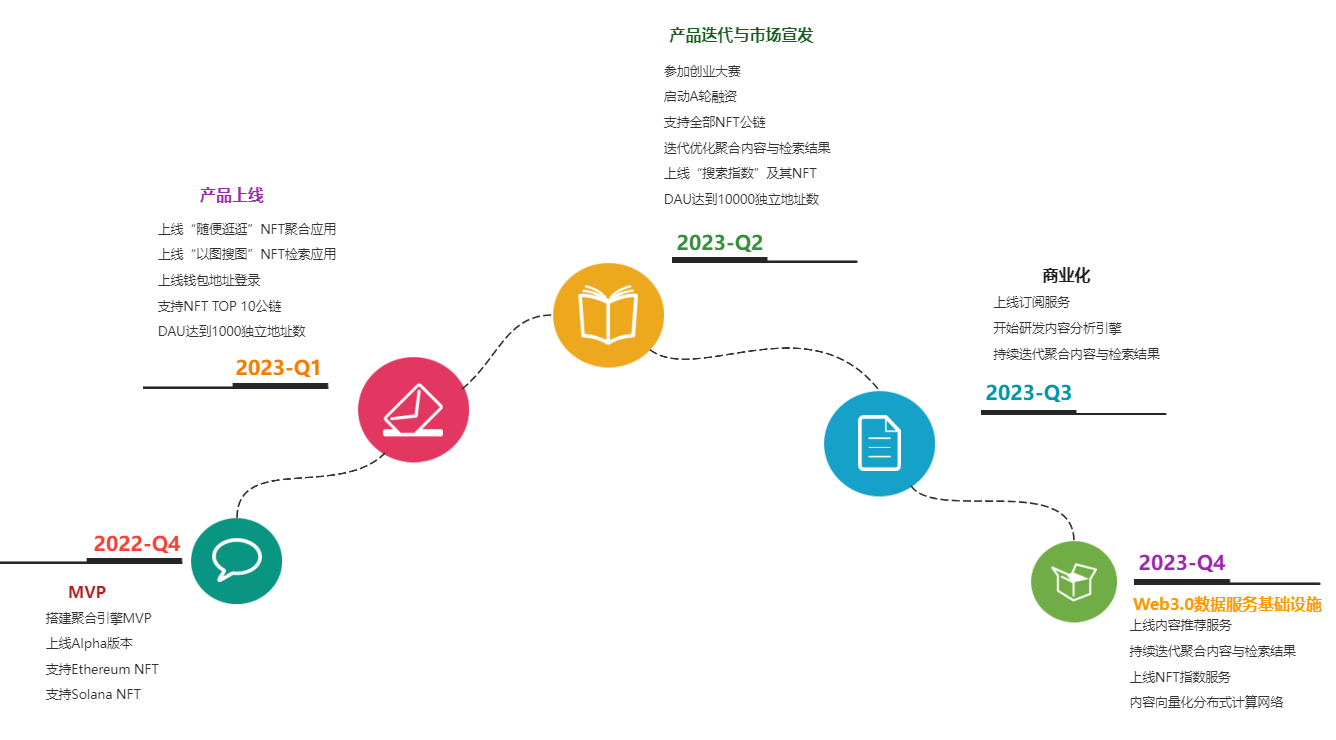 2022-Q4
MVP
搭建聚合引擎MVP
上线Alpha版本
支持Ethereum NFT
支持Solana NFT
产品上线
上线“随便逛逛”NFT聚合应用
上线“以图搜图”NFT检索应用
上线钱包地址登录
支持NFT TOP 10公链
DAU达到1000独立地址数
2023-Q1
产品迭代与市场宣发
参加创业大赛
启动A轮融资
支持全部NFT公链
迭代优化聚合内容与检索结果
上线“搜索指数”及其NFT
DAU达到10000独立地址数
2023-Q2
商业化
上线订阅服务
开始研发内容分析引擎
持续迭代聚合内容与检索结果
2023-Q3
2023-Q4
Web3.0数据服务基础设施
上线内容推荐服务
持续迭代聚合内容与检索结果
上线NFT指数服务
内容向量化分布式计算网络